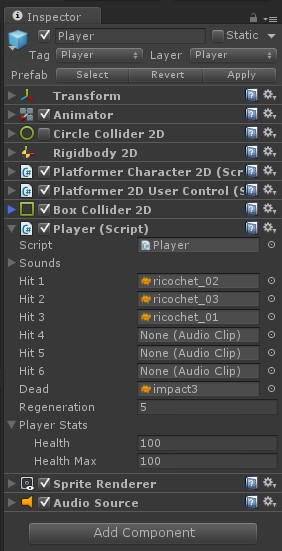 Inspector
Player Static
Tag Player Layer Player
Prefab Select Revert Apply
Transform
Animator
Circle Collider 2D
Rigidbody 2D
Platformer Character 2D (Scr
Platformer 2D User Control (S
Box Collider 2D
Player (Script)
Script Player
Sounds
Hit 1 ricochet_02
Hit 2 ricochet_03
Hit 3 ricochet_01
Hit 4 None (Audio Clip)
Hit 5 None (Audio Clip)
Hit 6 None (Audio Clip)
Dead impact3
Regeneration 5
Player Stats
Health 100
Health Max 100
Sprite Renderer
Audio Source
Add Component